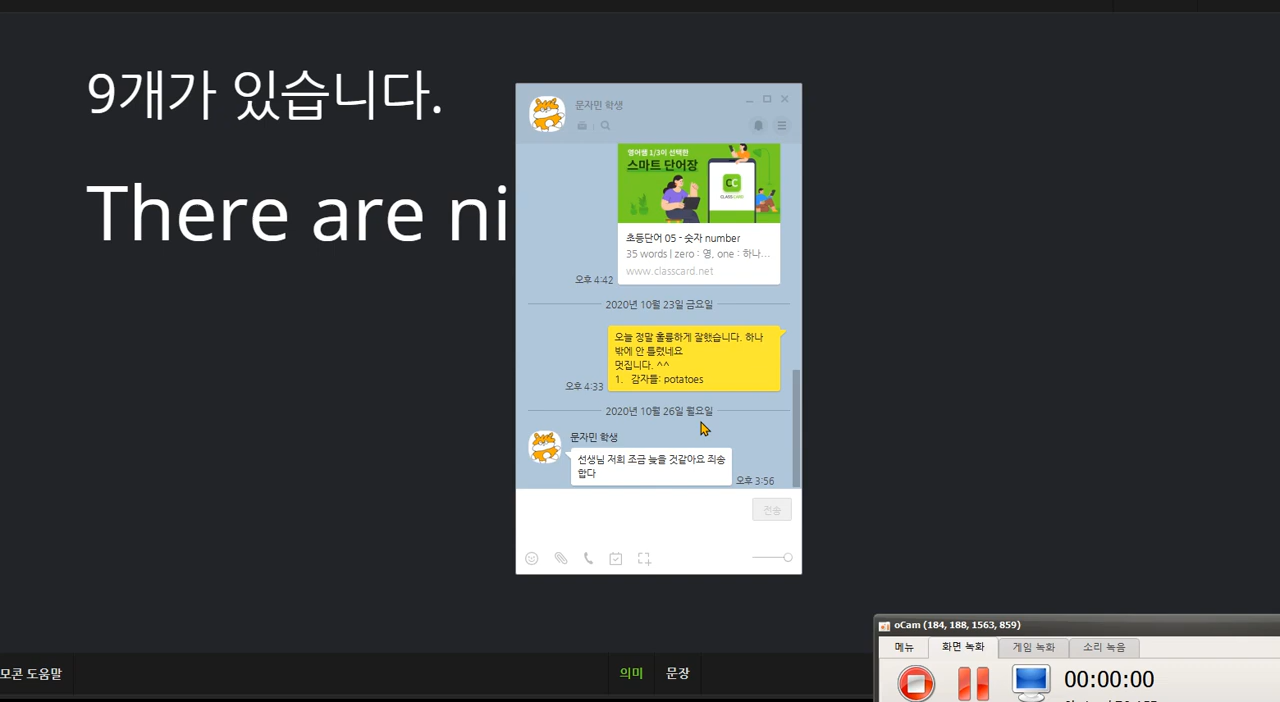 9개가 있습니다.
There are ni
문자민 학생
영어쌤 1/3이 선택한
스마트 단어장
CC
CLASSCARD
초등단어 05 - 숫자 number
35 words | zero : 영, one : 하나...
www.classcard.net
오후 4:42
2020년 10월 23일 금요일
오늘 정말 훌륭하게 잘했습니다. 하나
밖에 안 틀렸네요
멋집니다. ^^
1. 감자들: potatoes
오후 4:33
2020년 10월 26일 월요일
문자민 학생
선생님 저희 조금 늦을 것같아요 죄송
합다
오후 3:56
전송
모콘 도움말
의미
문장
oCam (184, 188, 1563, 859)
메뉴
화면 녹화
게임 녹화
소리 녹음
00:00:00